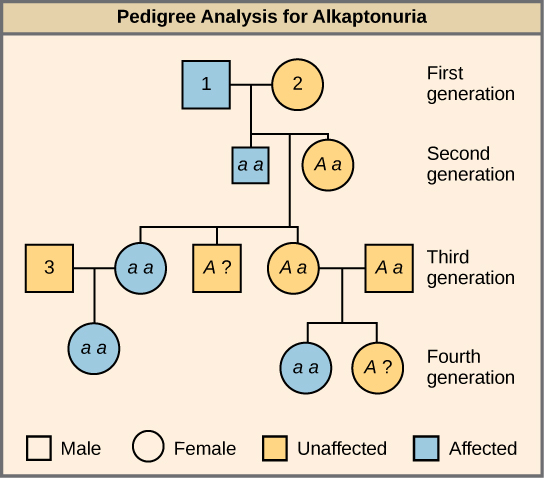 Pedigree Analysis for Alkaptonuria
1
2
First
generation
a a
A a
Second
generation
3
a a
A ?
A a
A a
Third
generation
a a
a a
A ?
Fourth
generation
Male
Female
Unaffected
Affected